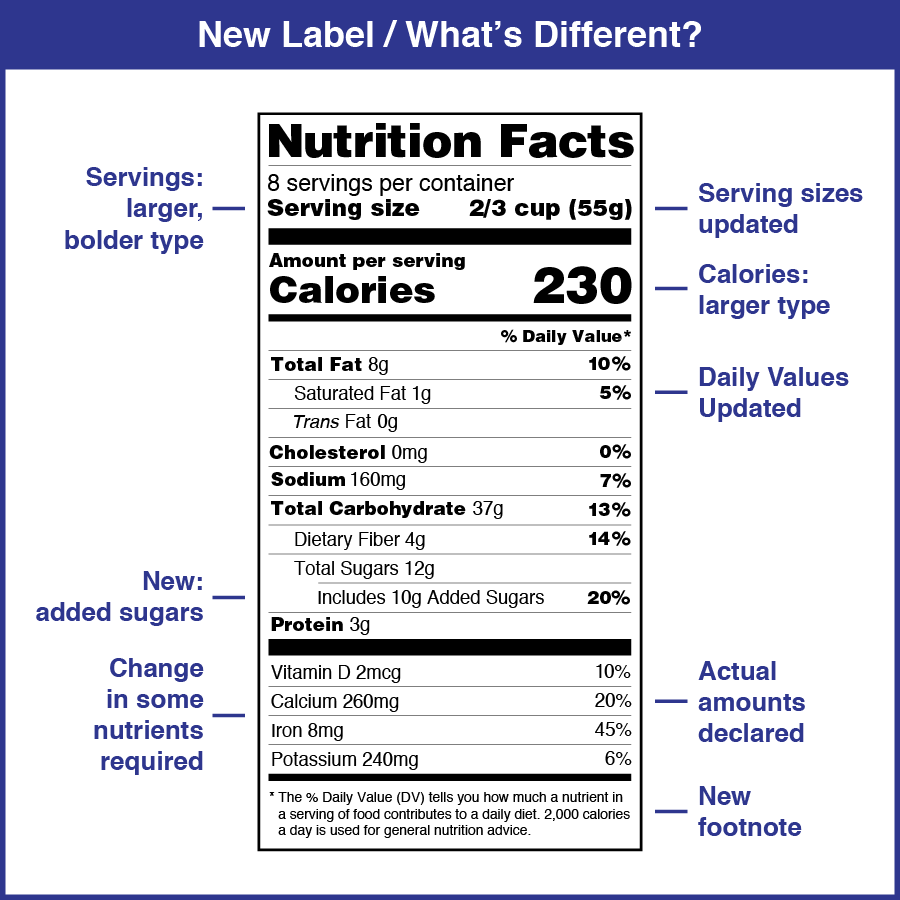 New Label / What's Different?
Servings:
larger,
bolder type
New:
added sugars
Change
in some
nutrients
required
Nutrition Facts
8 servings per container
Serving size 2/3 cup (55g)
Amount per serving
Calories 230
% Daily Value*
Total Fat 8g 10%
Saturated Fat 1g 5%
Trans Fat 0g
Cholesterol 0mg 0%
Sodium 160mg 7%
Total Carbohydrate 37g 13%
Dietary Fiber 4g 14%
Total Sugars 12g
Includes 10g Added Sugars 20%
Protein 3g
Vitamin D 2mcg 10%
Calcium 260mg 20%
Iron 8mg 45%
Potassium 240mg 6%
* The % Daily Value (DV) tells you how much a nutrient in
a serving of food contributes to a daily diet. 2,000 calories
a day is used for general nutrition advice.
Serving sizes
updated
Calories:
larger type
Daily Values
Updated
Actual
amounts
declared
New
footnote